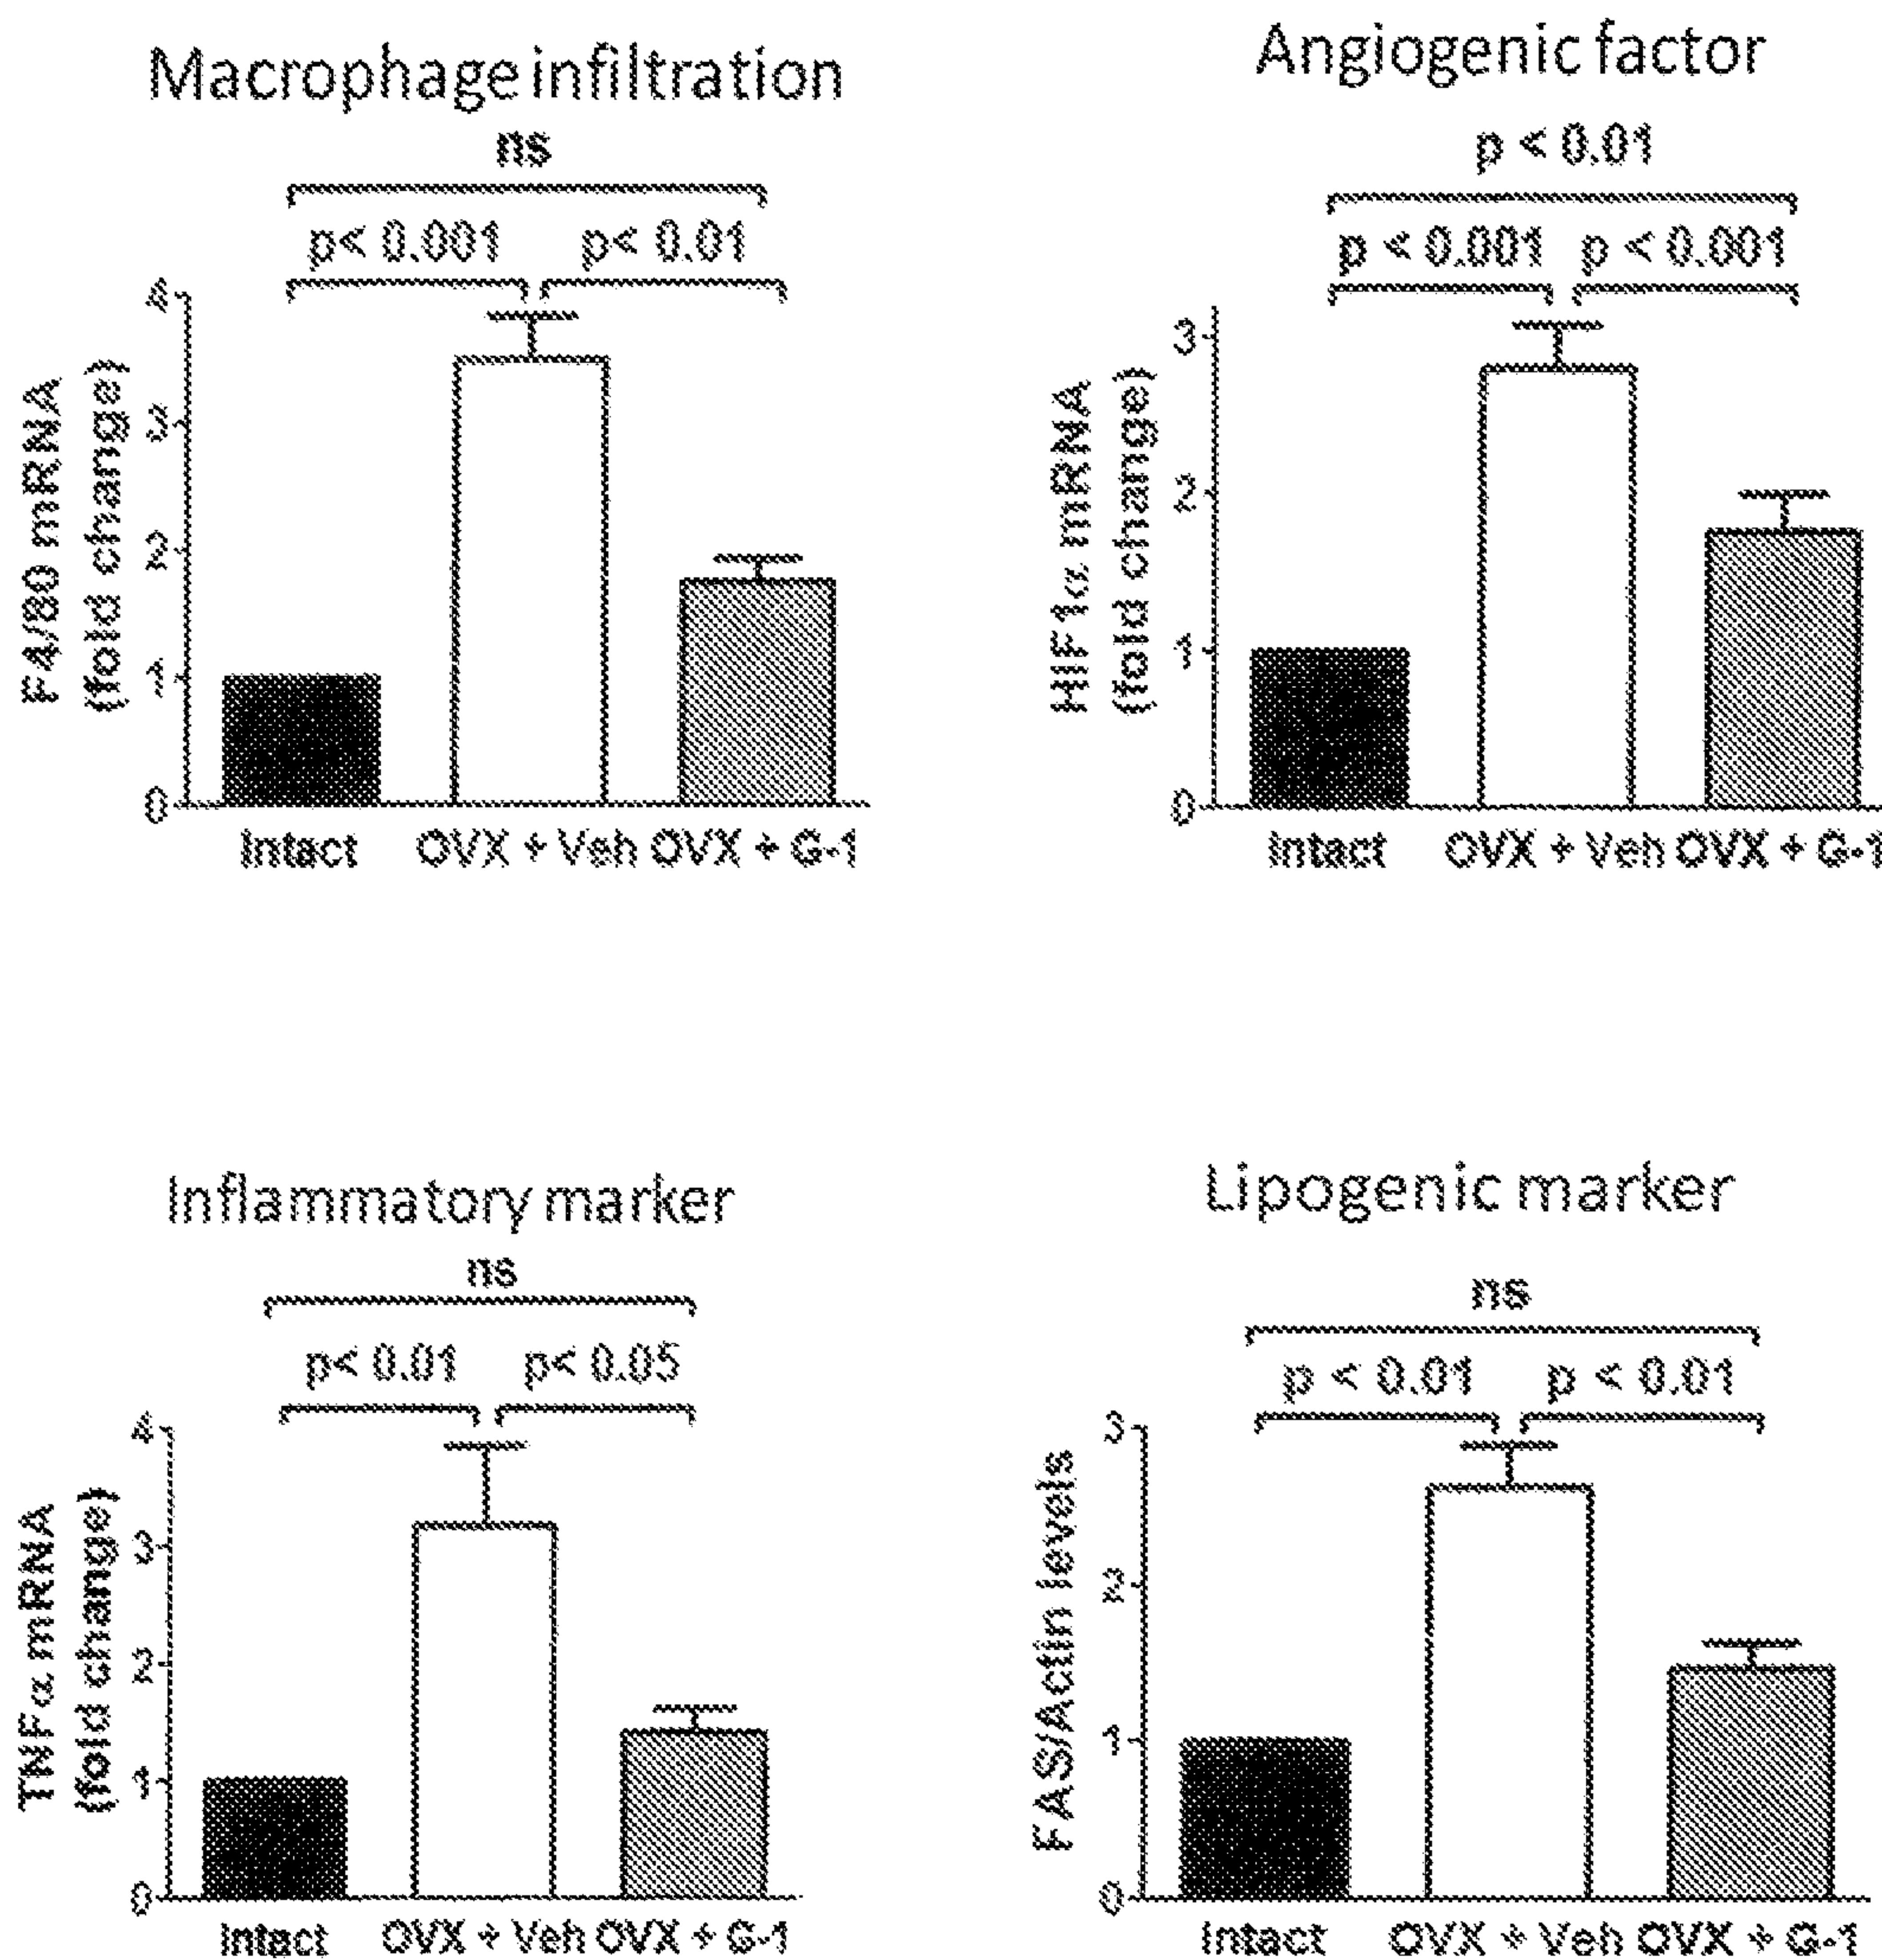 Macrophage infiltration
ns
p< 0.001 p< 0.01
F4/80 mRNA
(fold change)
4
3
2
1
0
Intact OVX + Veh OVX + G-1
Angiogenic factor
p < 0.01
p < 0.001 p < 0.001
HIF1α mRNA
(fold change)
3
2
1
0
Intact OVX + Veh OVX + G-1
Inflammatory marker
ns
p< 0.01 p< 0.05
TNFα mRNA
(fold change)
4
3
2
1
0
Intact OVX + Veh OVX + G-1
Lipogenic marker
ns
p < 0.01 p < 0.01
FAS/Actin levels
3
2
1
0
Intact OVX + Veh OVX + G-1